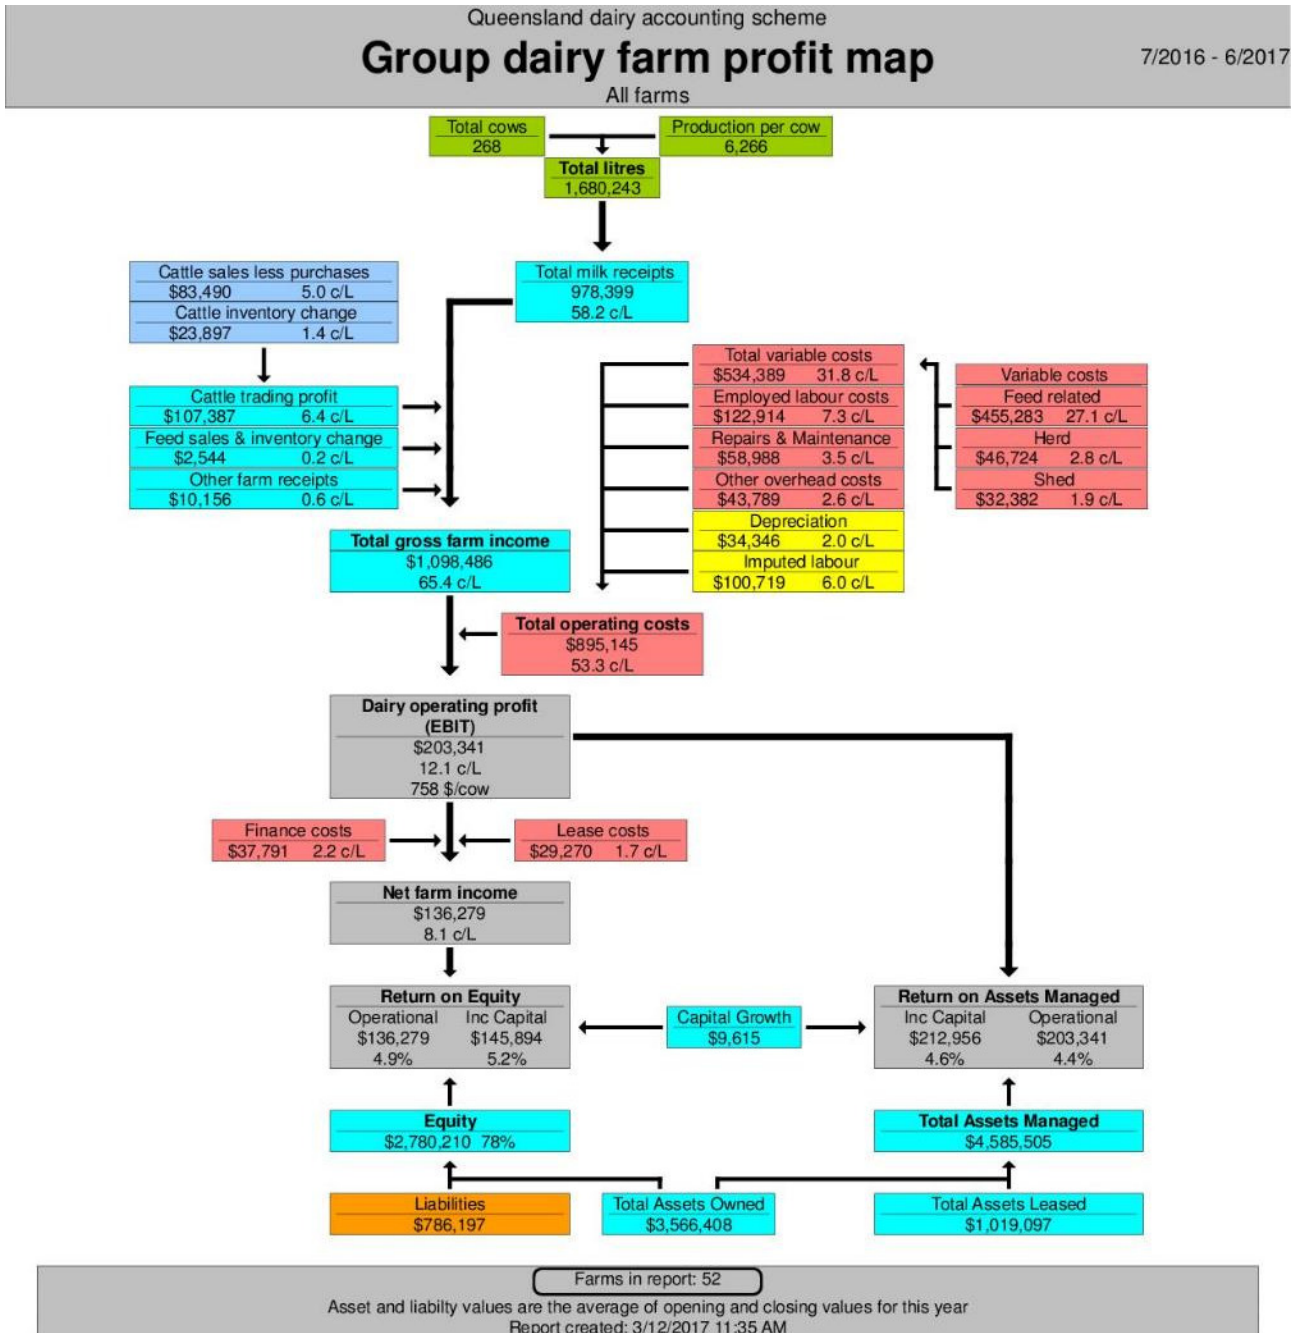 Queensland dairy accounting scheme
Group dairy farm profit map
7/2016 - 6/2017
All farms
Total cows
268
Production per cow
6,266
Total litres
1,680,243
Cattle sales less purchases
$83,490 5.0 c/L
Cattle inventory change
$23,897 1.4 c/L
Total milk receipts
978,399
58.2 c/L
Cattle trading profit
$107,387 6.4 c/L
Feed sales & inventory change
$2,544 0.2 c/L
Other farm receipts
$10,156 0.6 c/L
Total variable costs
$534,389 31.8 c/L
Employed labour costs
$122,914 7.3 c/L
Repairs & Maintenance
$58,988 3.5 c/L
Other overhead costs
$43,789 2.6 c/L
Depreciation
$34,346 2.0 c/L
Imputed labour
$100,719 6.0 c/L
Variable costs
Feed related
$455,283 27.1 c/L
Herd
$46,724 2.8 c/L
Shed
$32,382 1.9 c/L
Total gross farm income
$1,098,486
65.4 c/L
Total operating costs
$895,145
53.3 c/L
Dairy operating profit
(EBIT)
$203,341
12.1 c/L
758 $/cow
Finance costs
$37,791 2.2 c/L
Lease costs
$29,270 1.7 c/L
Net farm income
$136,279
8.1 c/L
Return on Equity
Operational Inc Capital
$136,279 $145,894
4.9% 5.2%
Capital Growth
$9,615
Return on Assets Managed
Inc Capital Operational
$212,956 $203,341
4.6% 4.4%
Equity
$2,780,210 78%
Total Assets Managed
$4,585,505
Liabilities
$786,197
Total Assets Owned
$3,566,408
Total Assets Leased
$1,019,097
Farms in report: 52
Asset and liabilty values are the average of opening and closing values for this year
Report created: 3/12/2017 11:35 AM